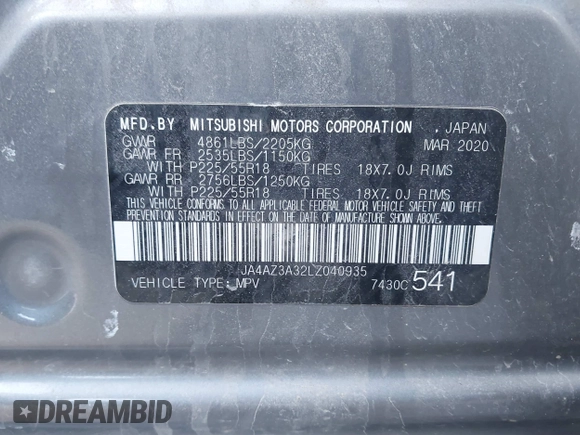 MFD.BY MITSUBISHI MOTORS CORPORATION , JAPAN
GVWR 4861LBS/2205KG MAR 2020
GAWR FR 2535LBS/1150KG
WITH P225/55R18 TIRES 18X7.0J RIMS
GAWR RR 2756LBS/1250KG
WITH P225/55R18 TIRES 18X7.0J RIMS
THIS VEHICLE CONFORMS TO ALL APPLICABLE FEDERAL MOTOR VEHICLE SAFETY AND THEFT
PREVENTION STANDARDS IN EFFECT ON THE DATE OF MANUFACTURE SHOWN ABOVE.
JA4AZ3A32LZ040935
VEHICLE TYPE: MPV 7430C 541
DREAMBID